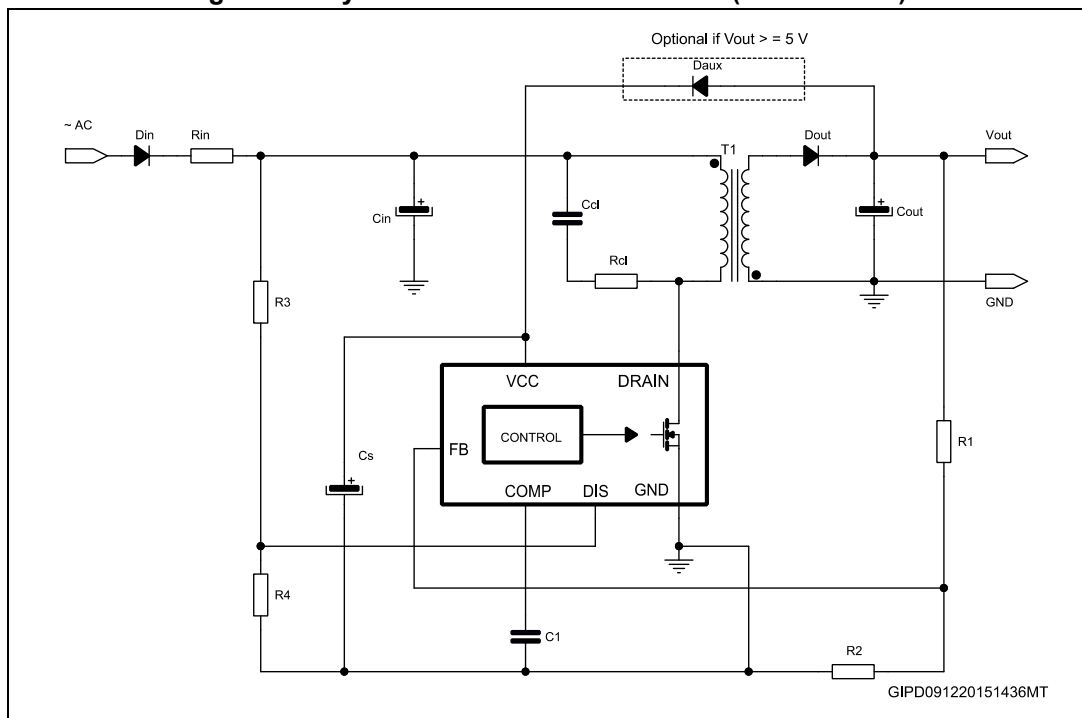 Optional if Vout > = 5 V
Daux
~ AC
Din
Rin
T1
Dout
Vout
Cin
Ccl
Cout
Rcl
R3
GND
VCC
DRAIN
CONTROL
FB
R1
Cs
COMP
DIS
GND
R4
C1
R2
GIPD091220151436MT